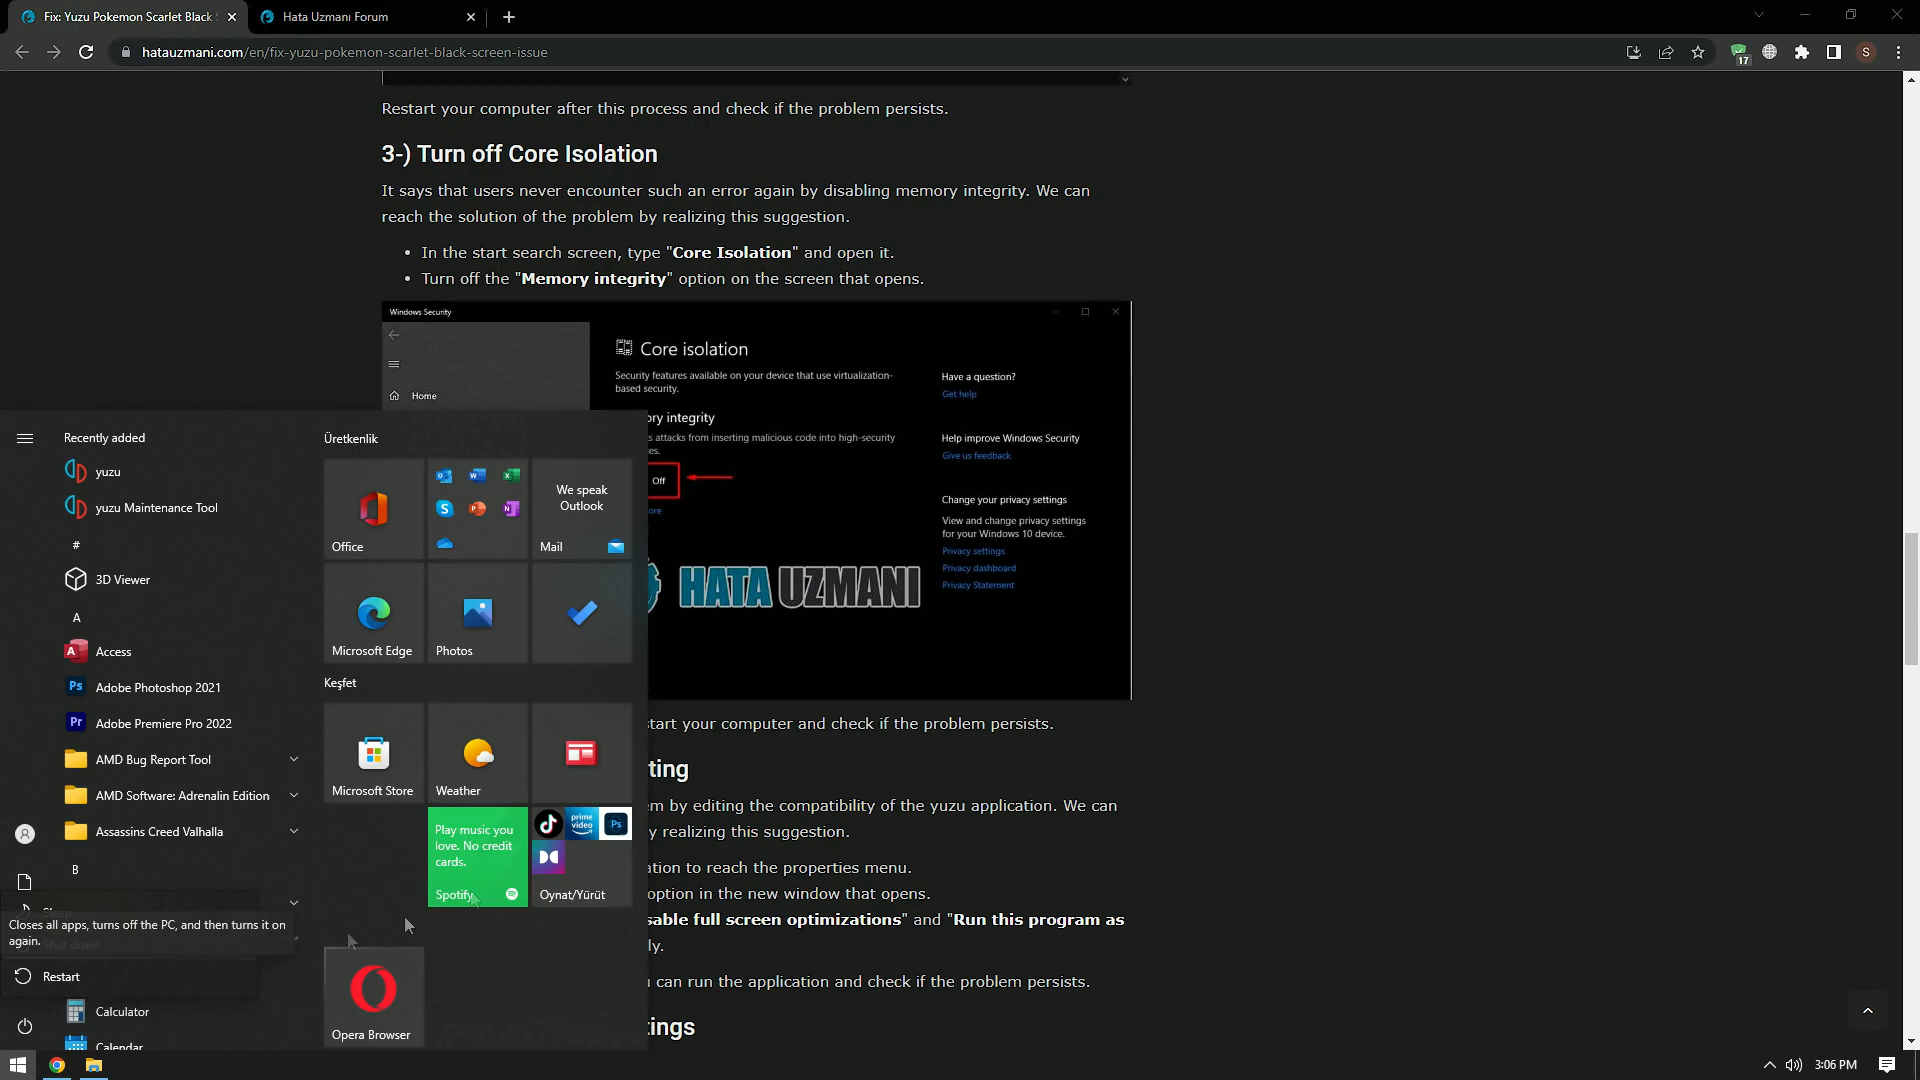 Fix: Yuzu Pokemon Scarlet Black
Hata Uzmanı Forum
hatauzmani.com/en/fix-yuzu-pokemon-scarlet-black-screen-issue
17
S
Restart your computer after this process and check if the problem persists.
3-) Turn off Core Isolation
It says that users never encounter such an error again by disabling memory integrity. We can
reach the solution of the problem by realizing this suggestion.
• In the start search screen, type "Core Isolation" and open it.
• Turn off the "Memory integrity" option on the screen that opens.
Windows Security
Home
Core isolation
Security features available on your device that use virtualization-
based security.
ory integrity
s attacks from inserting malicious code into high-security
es.
Off
ore
Have a question?
Get help
Help improve Windows Security
Give us feedback
Change your privacy settings
View and change privacy settings
for your Windows 10 device.
Privacy settings
Privacy dashboard
Privacy Statement
HATA UZMANI
start your computer and check if the problem persists.
ting
em by editing the compatibility of the yuzu application. We can
y realizing this suggestion.
ation to reach the properties menu.
option in the new window that opens.
sable full screen optimizations" and "Run this program as
ly.
can run the application and check if the problem persists.
tings
Recently added
yuzu
yuzu Maintenance Tool
#
3D Viewer
A
Access
Adobe Photoshop 2021
Adobe Premiere Pro 2022
AMD Bug Report Tool
AMD Software: Adrenalin Edition
Assassins Creed Valhalla
B
Sleep
Closes all apps, turns off the PC, and then turns it on
again.
Shut down
Restart
Calculator
Calendar
Üretkenlik
Office
We speak
Outlook
Mail
Microsoft Edge
Photos
Keşfet
Microsoft Store
Weather
Play music you
love. No credit
cards.
Spotify
prime
video
Ps
Oynat/Yürüt
Opera Browser
3:06 PM